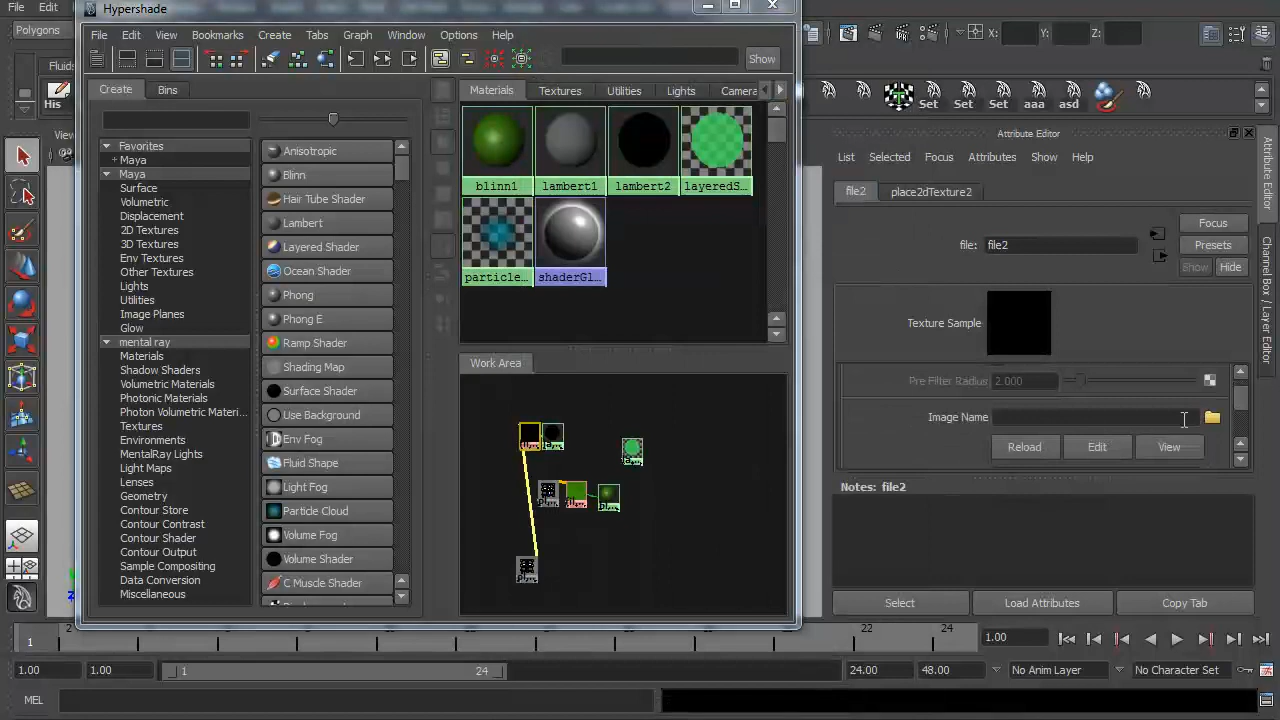 Is
File
Polygons
Fluids
His
View
Hypershade
File Edit View Bookmarks Create Tabs Graph Window Options Help
Show
Create Bins
Favorites
+ Maya
Maya
Surface
Volumetric
Displacement
2D Textures
3D Textures
Env Textures
Other Textures
Lights
Utilities
Image Planes
Glow
mental ray
Materials
Shadow Shaders
Volumetric Materials
Photonic Materials
Photon Volumetric Materi...
Textures
Environments
MentalRay Lights
Light Maps
Lenses
Geometry
Contour Store
Contour Contrast
Contour Shader
Contour Output
Sample Compositing
Data Conversion
Miscellaneous
Anisotropic
Blinn
Hair Tube Shader
Lambert
Layered Shader
Ocean Shader
Phong
Phong E
Ramp Shader
Shading Map
Surface Shader
Use Background
Env Fog
Fluid Shape
Light Fog
Particle Cloud
Volume Fog
Volume Shader
C Muscle Shader
Materials Textures Utilities Lights Camera
blinn1 lambert1 lambert2 layeredS...
particle... shaderGl...
Work Area
X: Y: Z:
Set Set Set aaa asd
Attribute Editor
List Selected Focus Attributes Show Help
file2 place2dTexture2
Focus
file: file2
Presets
Show Hide
Texture Sample
Pre Filter Radius 2.000
Image Name
Reload Edit View
Notes: file2
Select Load Attributes Copy Tab
Attribute Editor
Channel Box / Layer Editor
1 2 22 24 1.00
1.00 1.00 1 24 24.00 48.00 No Anim Layer No Character Set
MEL